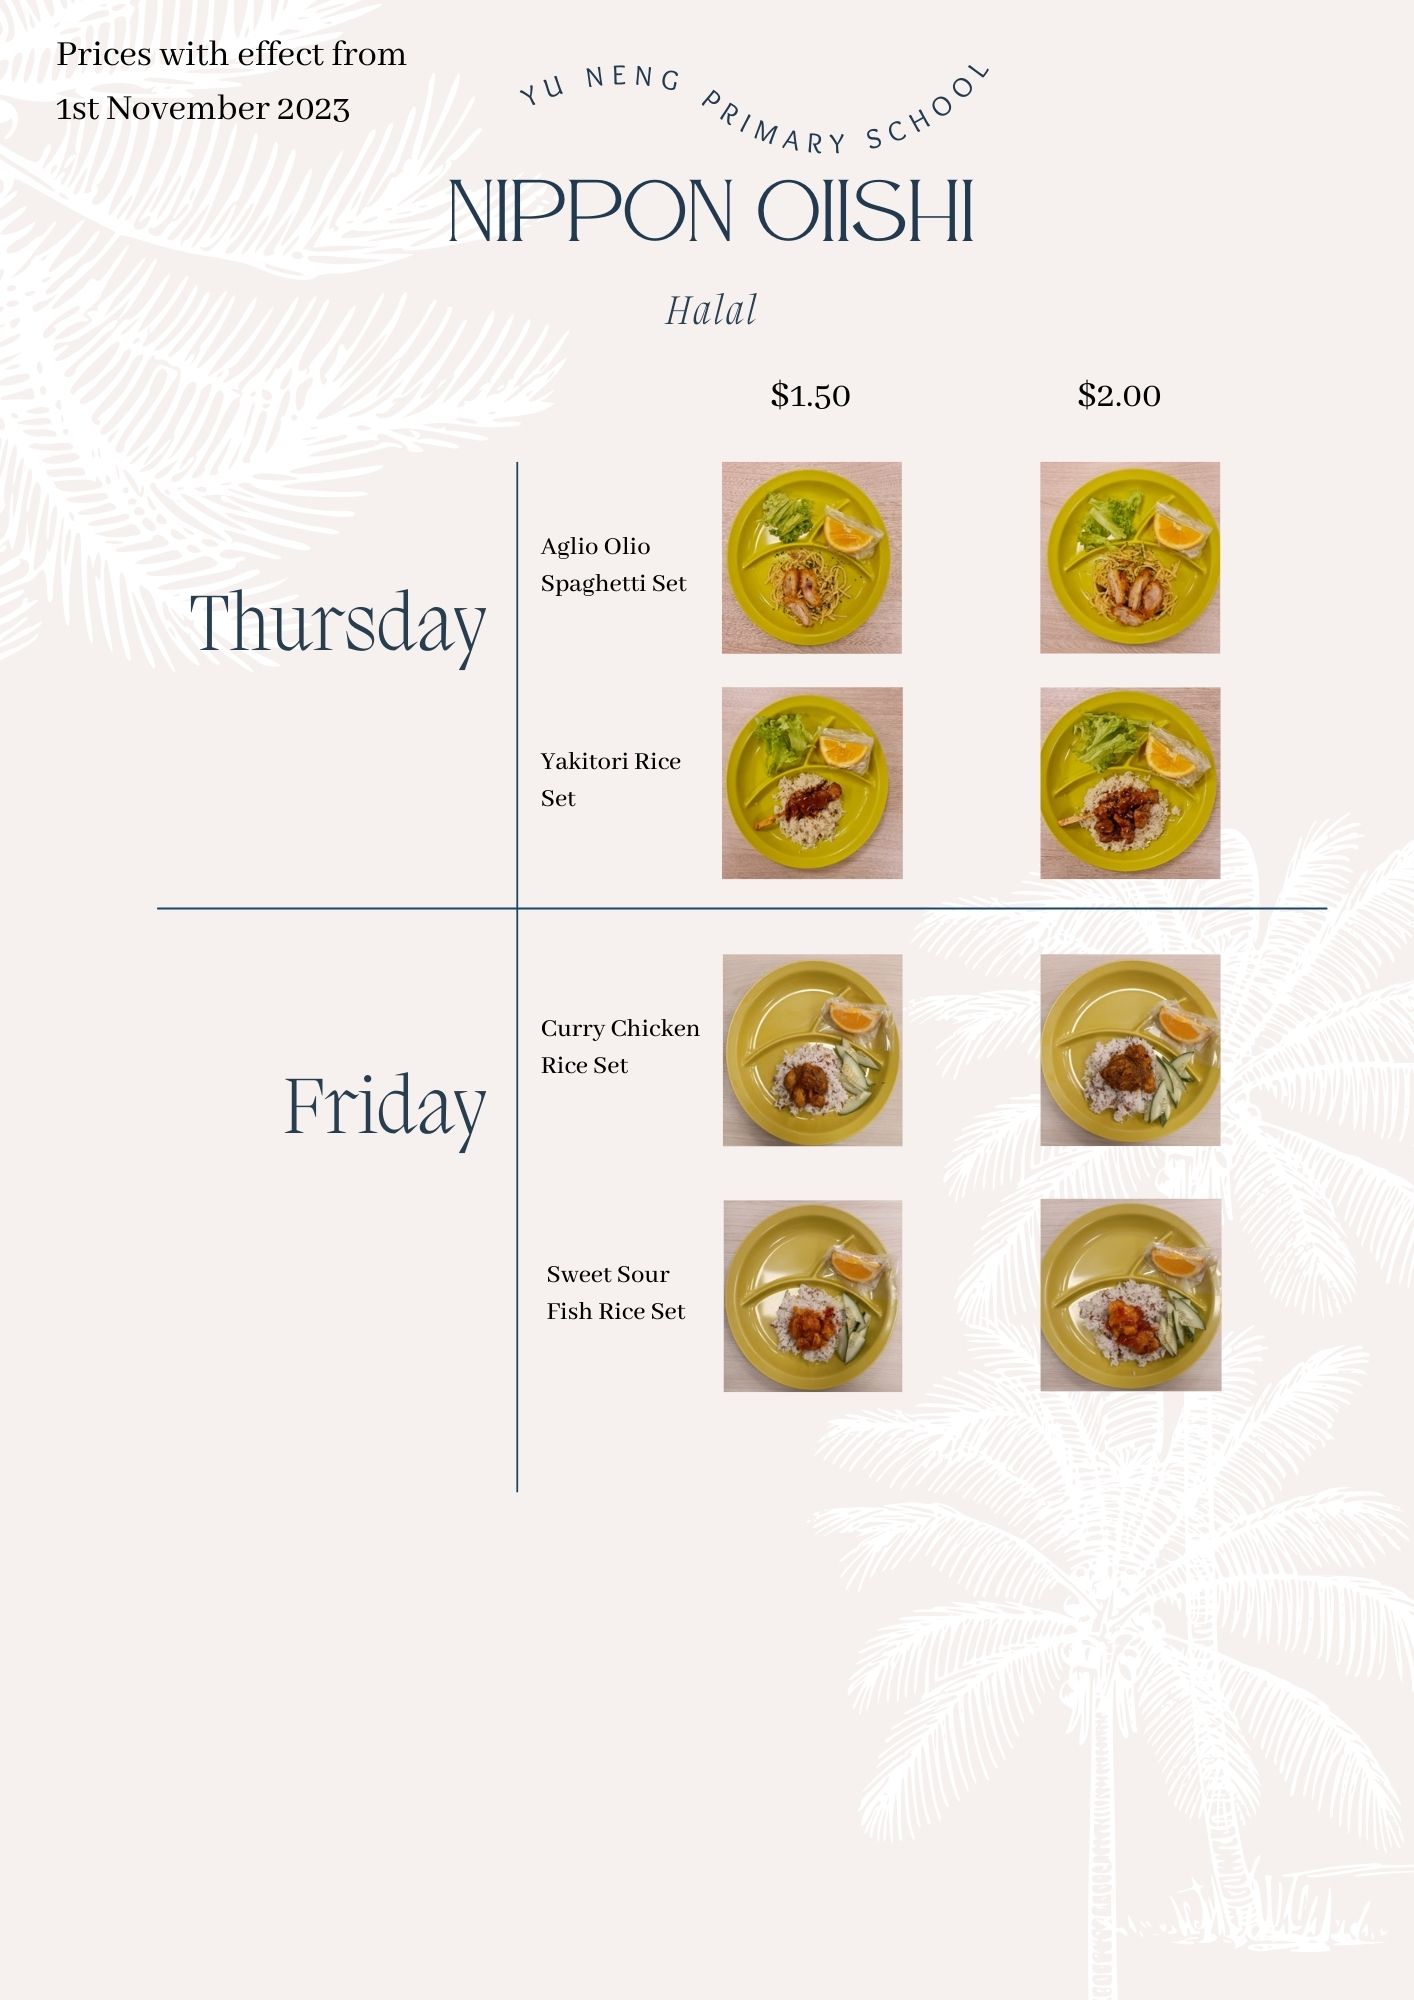 Prices with effect from
1st November 2023
YU NENG PRIMARY SCHOOL
NIPPON OIISHI
Halal
$1.50 $2.00
Thursday
Aglio Olio
Spaghetti Set
Yakitori Rice
Set
Friday
Curry Chicken
Rice Set
Sweet Sour
Fish Rice Set